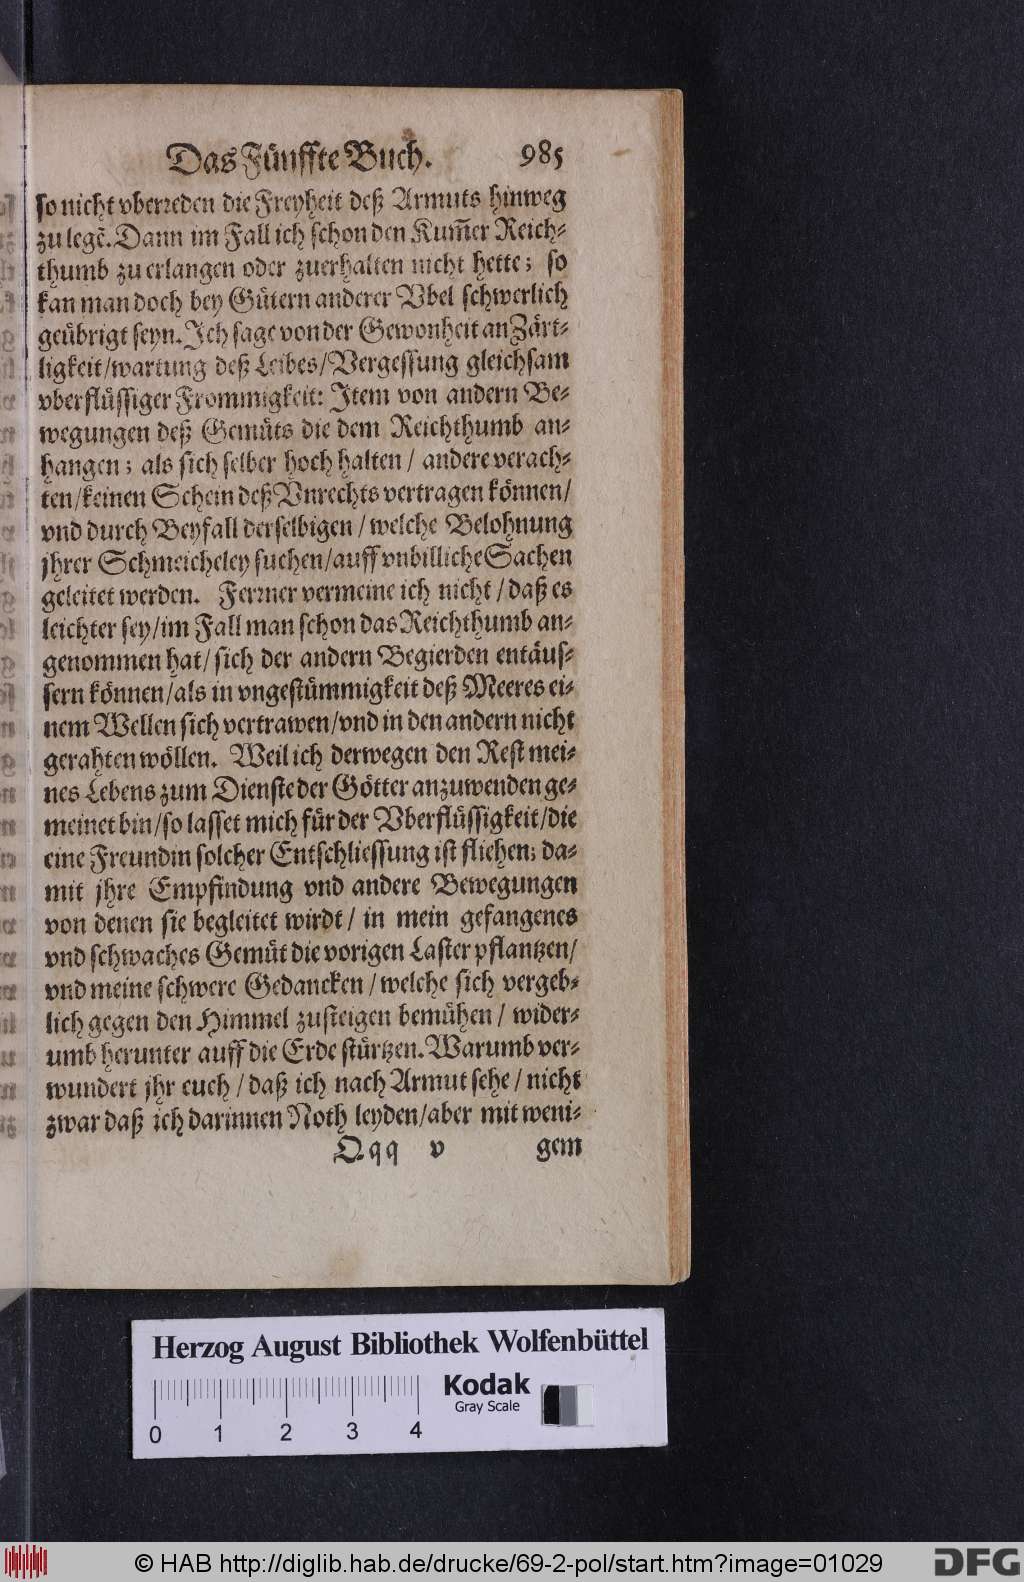 Das Fünffte Buch. 985
so nicht vberreden die Freyheit deß Armuts hinweg
zu legẽ. Dann im Fall ich schon den Kum̃er Reich-
thumb zu erlangen oder zuerhalten nicht hette; so
kan man doch bey Gütern anderer Vbel schwerlich
geübrigt seyn. Ich sage von der Gewonheit an Zärt-
ligkeit/wartung deß Leibes/Vergessung gleichsam
vberflüssiger Frommigkeit: Item von andern Be-
wegungen deß Gemüts die dem Reichthumb an-
hangen; als sich selber hoch halten / andere verach-
ten/keinen Schein deß Vnrechts vertragen können/
vnd durch Beyfall derselbigen / welche Belohnung
jhrer Schmeicheley suchen/auff vnbilliche Sachen
geleitet werden. Ferrner vermeine ich nicht / daß es
leichter sey/im Fall man schon das Reichthumb an-
genommen hat/ sich der andern Begierden entäus-
sern können/als in vngestümmigkeit deß Meeres ei-
nem Wellen sich vertrawen/vnd in den andern nicht
gerahten wöllen. Weil ich derwegen den Rest mei-
nes Lebens zum Dienste der Götter anzuwenden ge-
meinet bin/so lasset mich für der Vberflüssigkeit/die
eine Freundin solcher Entschliessung ist fliehen; da-
mit jhre Empfindung vnd andere Bewegungen
von denen sie begleitet wirdt/ in mein gefangenes
vnd schwaches Gemüt die vorigen Laster pflantzen/
vnd meine schwere Gedancken / welche sich vergeb-
lich gegen den Himmel zusteigen bemühen / wider-
umb herunter auff die Erde stürtzen. Warumb ver-
wundert jhr euch / daß ich nach Armut sehe / nicht
zwar daß ich darinnen Noth leyden/aber mit weni-
Qqq v gem
Herzog August Bibliothek Wolfenbüttel
Kodak
Gray Scale
0 1 2 3 4
© HAB http://diglib.hab.de/drucke/69-2-pol/start.htm?image=01029
DFG